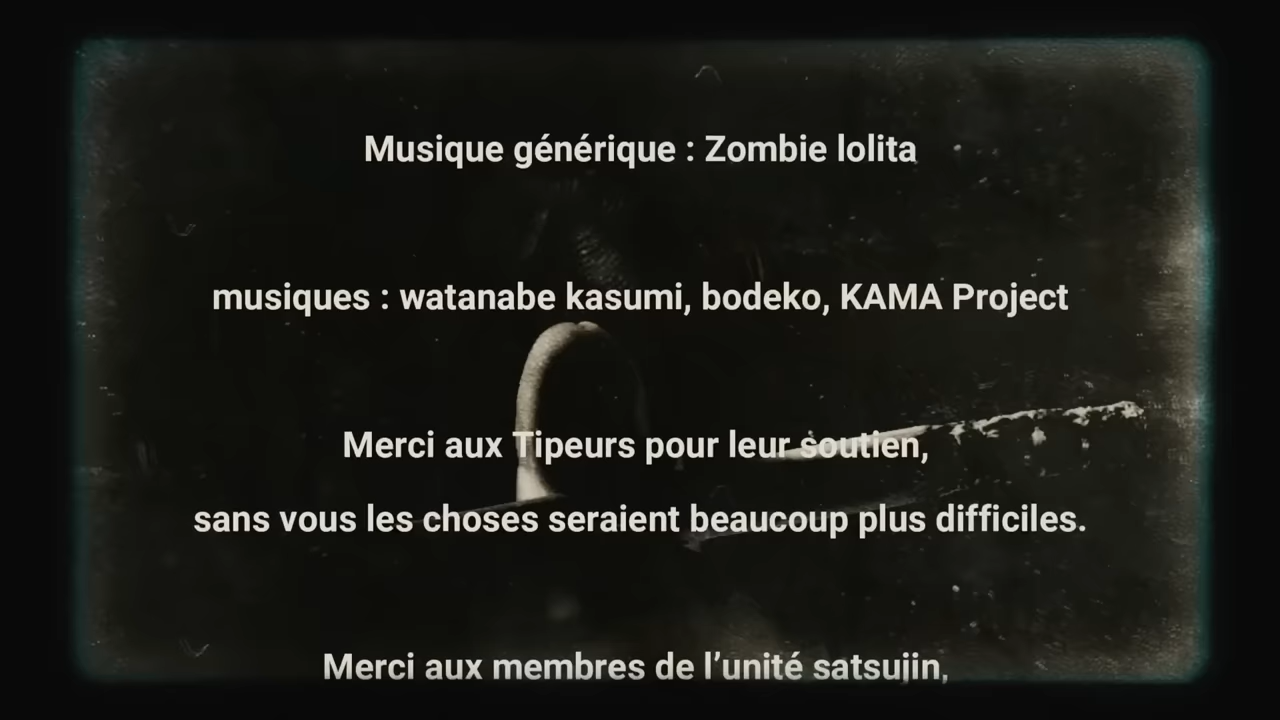 Musique générique : Zombie lolita
musiques : watanabe kasumi, bodeko, KAMA Project
Merci aux Tipeurs pour leur soutien,
sans vous les choses seraient beaucoup plus difficiles.
Merci aux membres de l’unité satsujin,